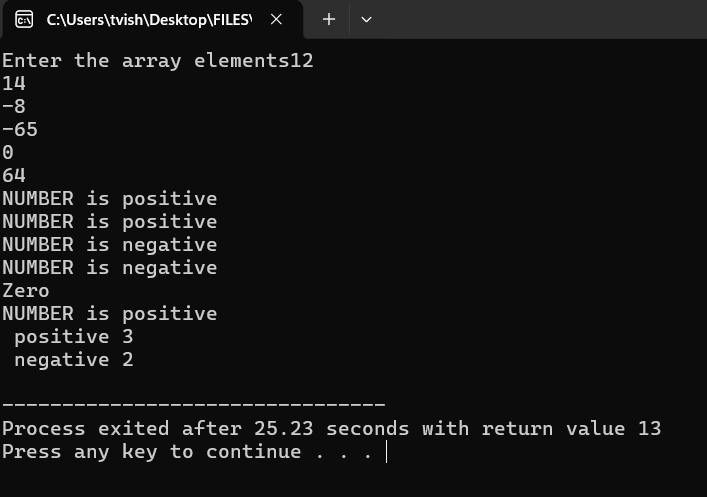 C:\Users\tvish\Desktop\FILES\
Enter the array elements12
14
-8
-65
0
64
NUMBER is positive
NUMBER is positive
NUMBER is negative
NUMBER is negative
Zero
NUMBER is positive
 positive 3
 negative 2
--------------------------------
Process exited after 25.23 seconds with return value 13
Press any key to continue . . .